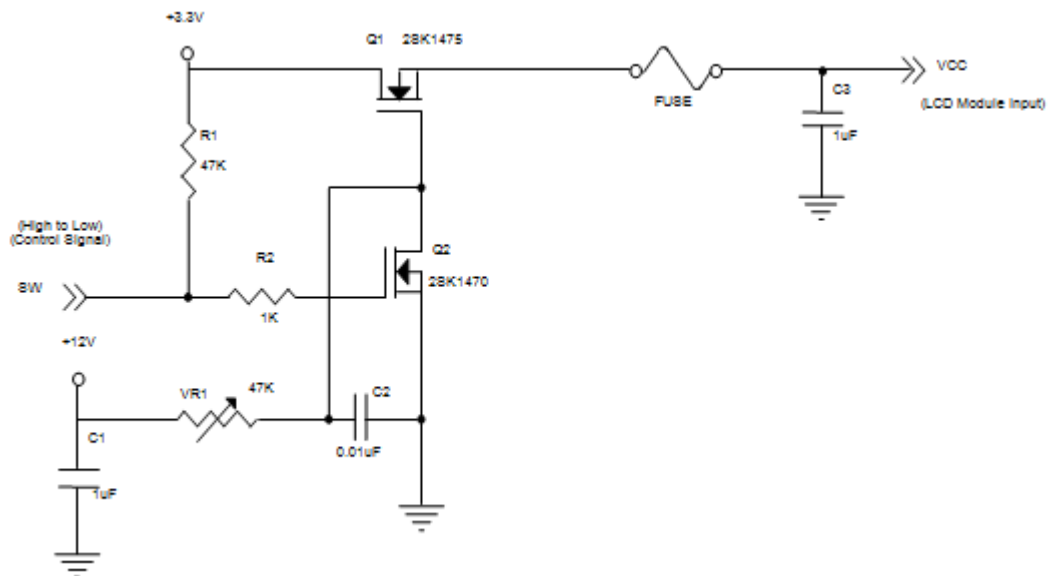 +3.3V
Q1 2SK1475
VCC
FUSE
C3
(LCD Module Input)
1uF
R1
47K
(High to Low)
(Control Signal)
Q2
R2
2SK1470
SW
1K
+12V
VR1
47K
C2
C1
0.01uF
1uF